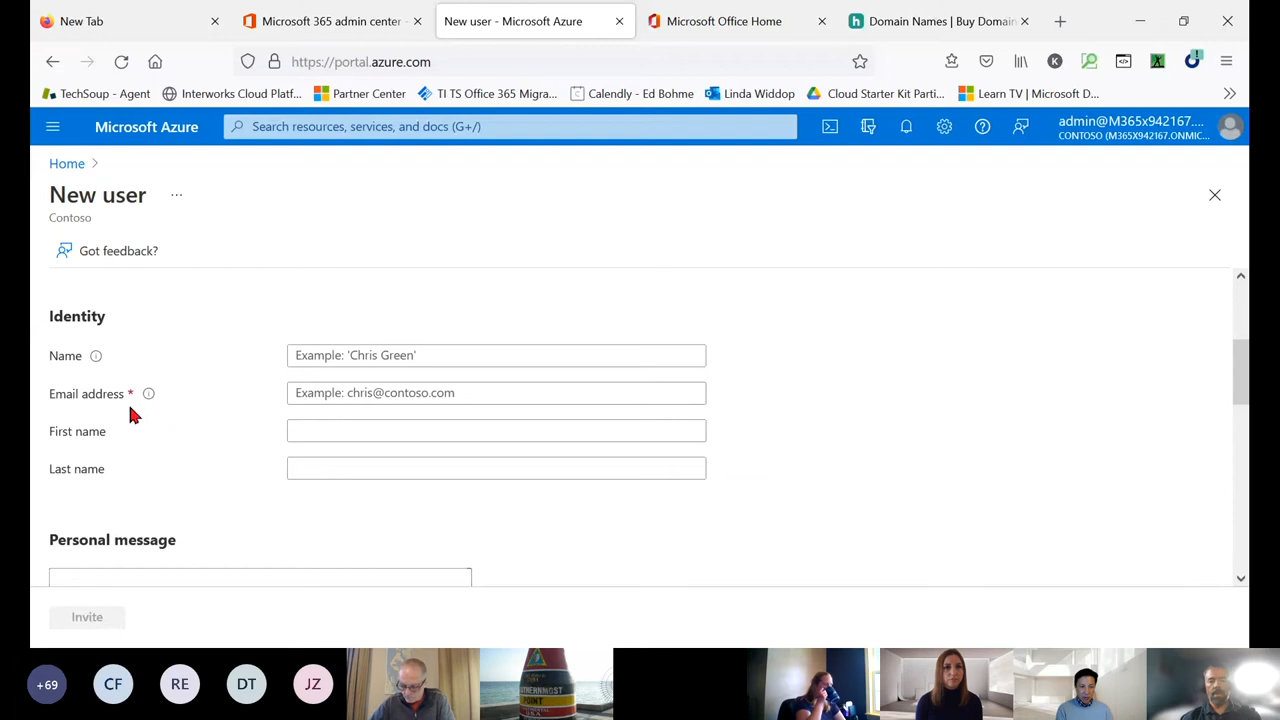 New Tab
Microsoft 365 admin center -
New user - Microsoft Azure
Microsoft Office Home
Domain Names | Buy Domain
https://portal.azure.com
TechSoup - Agent
Interworks Cloud Platf...
Partner Center
TI TS Office 365 Migra...
Calendly - Ed Bohme
Linda Widdop
Cloud Starter Kit Parti...
Learn TV | Microsoft D...
Microsoft Azure
Search resources, services, and docs (G+/)
admin@M365x942167....
CONTOSO (M365X942167.ONMIC...
Home
New user ...
Contoso
Got feedback?
Identity
Name
Example: 'Chris Green'
Email address *
Example: chris@contoso.com
First name
Last name
Personal message
Invite
+69
CF
RE
DT
JZ
SOUTHERNMOST
POINT